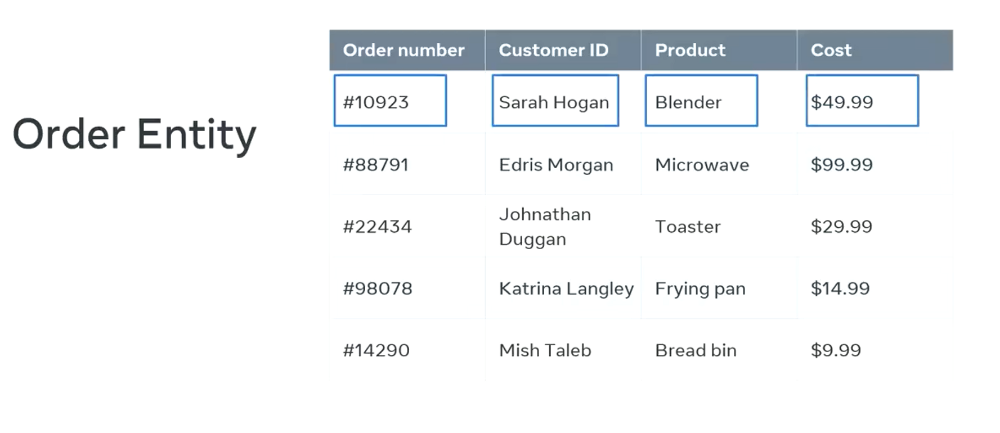 Order Entity
Order number Customer ID Product Cost
#10923 Sarah Hogan Blender $49.99
#88791 Edris Morgan Microwave $99.99
#22434 Johnathan Duggan Toaster $29.99
#98078 Katrina Langley Frying pan $14.99
#14290 Mish Taleb Bread bin $9.99